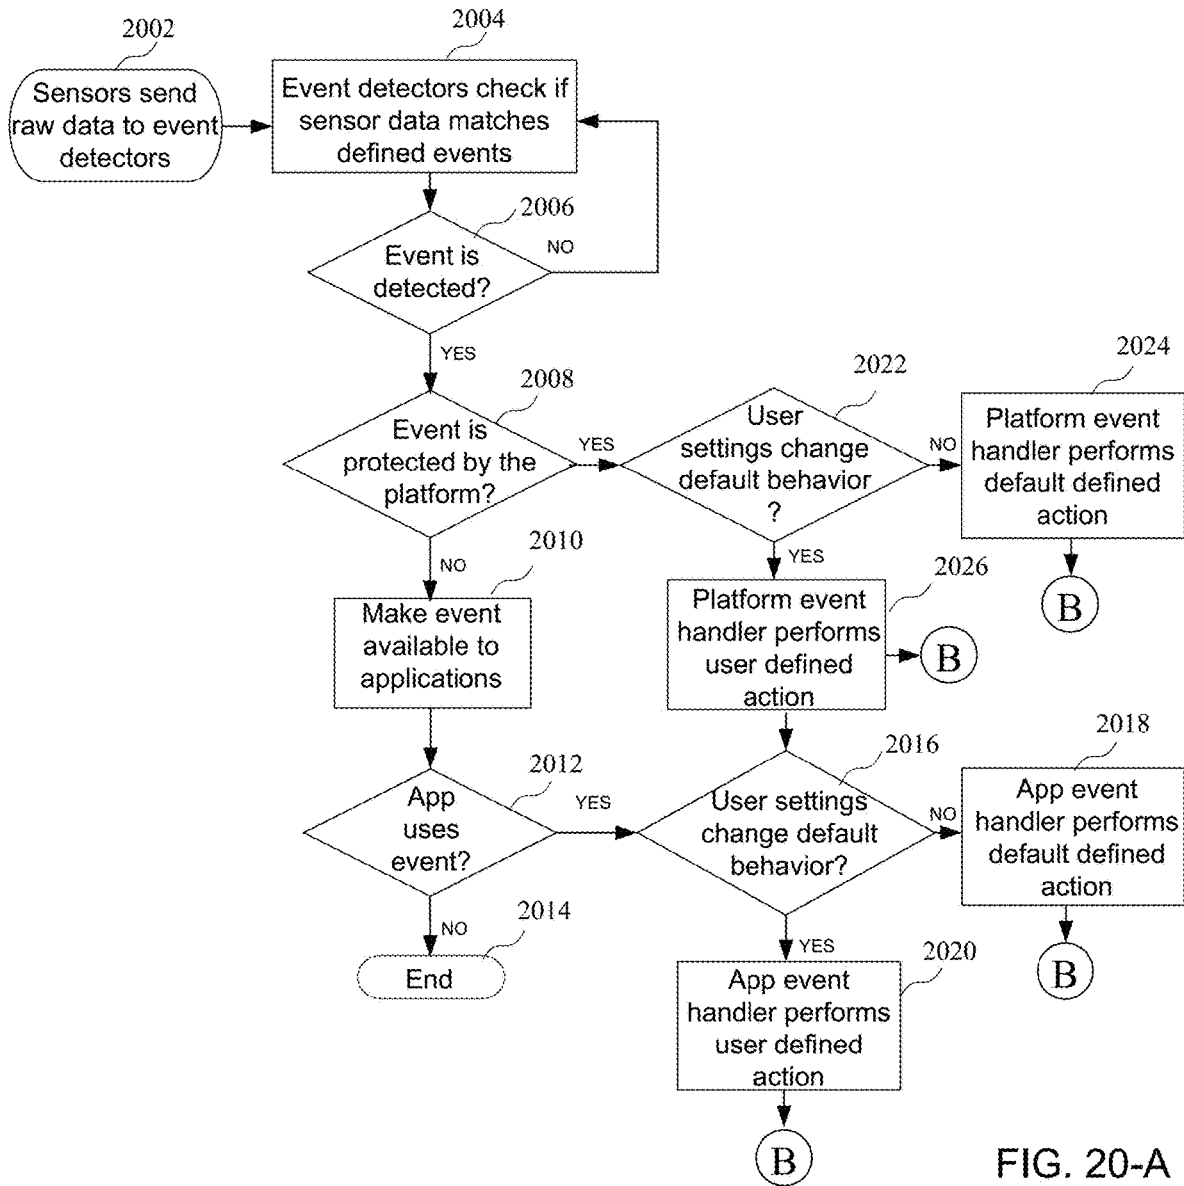 2002
Sensors send
raw data to event
detectors
2004
Event detectors check if
sensor data matches
defined events
2006
Event is
detected?
NO
YES
2008
Event is
protected by the
platform?
YES
NO
2022
User
settings change
default behavior
?
NO
YES
2024
Platform event
handler performs
default defined
action
B
2010
Make event
available to
applications
2026
Platform event
handler performs
user defined
action
B
2012
App
uses
event?
YES
NO
2016
User settings
change default
behavior?
NO
YES
2018
App event
handler performs
default defined
action
B
2014
End
2020
App event
handler performs
user defined
action
B
FIG. 20-A